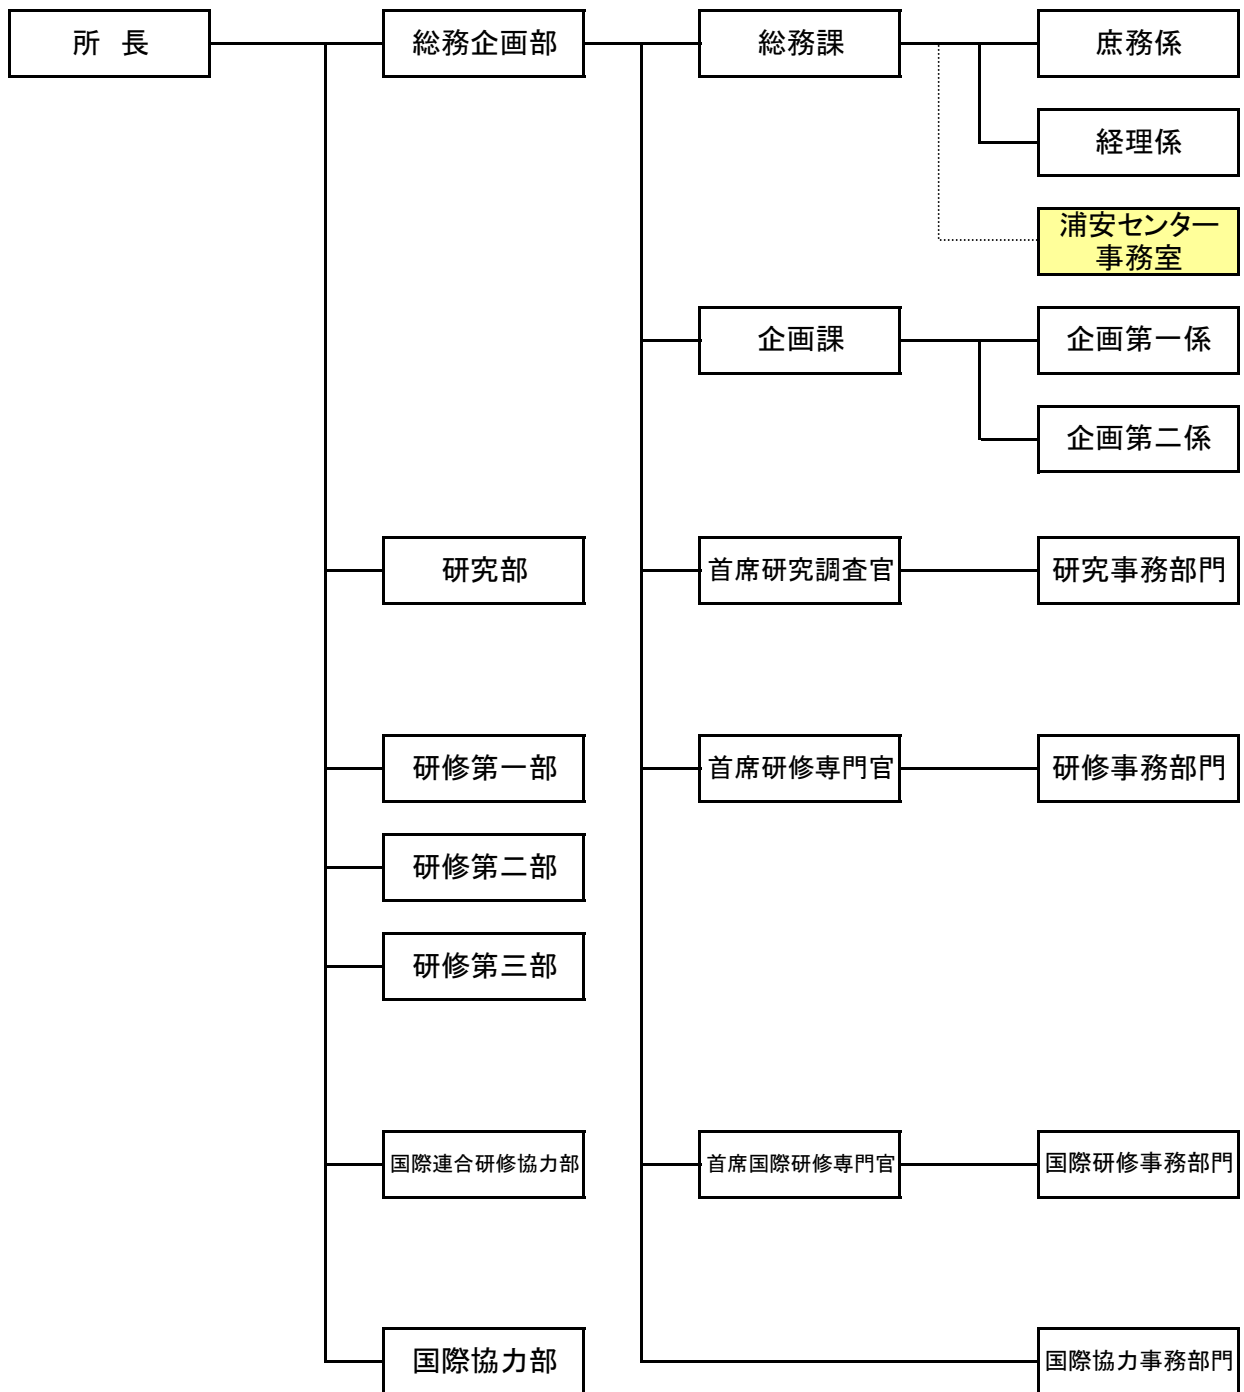 所 長
総務企画部
総務課
庶務係
経理係
浦安センター
事務室
企画課
企画第一係
企画第二係
研究部
首席研究調査官
研究事務部門
研修第一部
首席研修専門官
研修事務部門
研修第二部
研修第三部
国際連合研修協力部
首席国際研修専門官
国際研修事務部門
国際協力部
国際協力事務部門